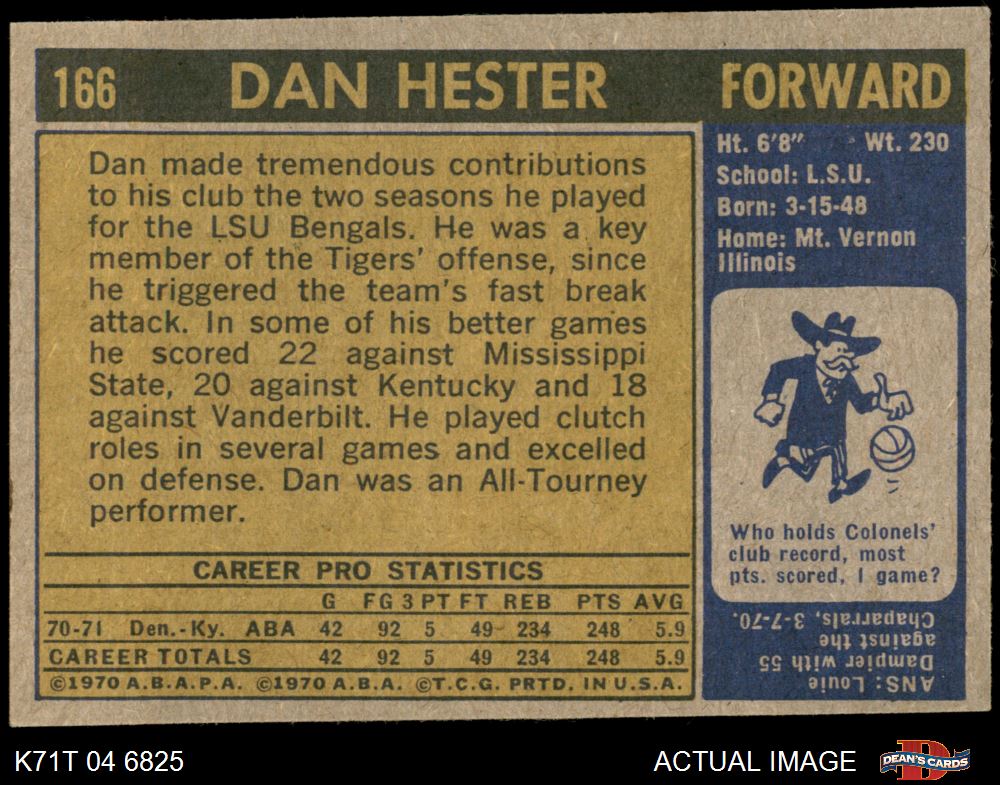 166 DAN HESTER FORWARD
Dan made tremendous contributions
to his club the two seasons he played
for the LSU Bengals. He was a key
member of the Tigers' offense, since
he triggered the team's fast break
attack. In some of his better games
he scored 22 against Mississippi
State, 20 against Kentucky and 18
against Vanderbilt. He played clutch
roles in several games and excelled
on defense. Dan was an All-Tourney
performer.
Ht. 6'8" Wt. 230
School: L.S.U.
Born: 3-15-48
Home: Mt. Vernon
Illinois
Who holds Colonels'
club record, most
pts. scored, 1 game?
ANS: Louie
Dampier with 55
against the
Chaparrals, 3-7-70.
CAREER PRO STATISTICS
G FG 3 PT FT REB PTS AVG
70-71 Den.-Ky. ABA 42 92 5 49 234 248 5.9
CAREER TOTALS 42 92 5 49 234 248 5.9
©1970 A.B.A.P.A. ©1970 A.B.A. ©T.C.G. PRTD. IN U.S.A.
K71T 04 6825 ACTUAL IMAGE DEAN'S CARDS